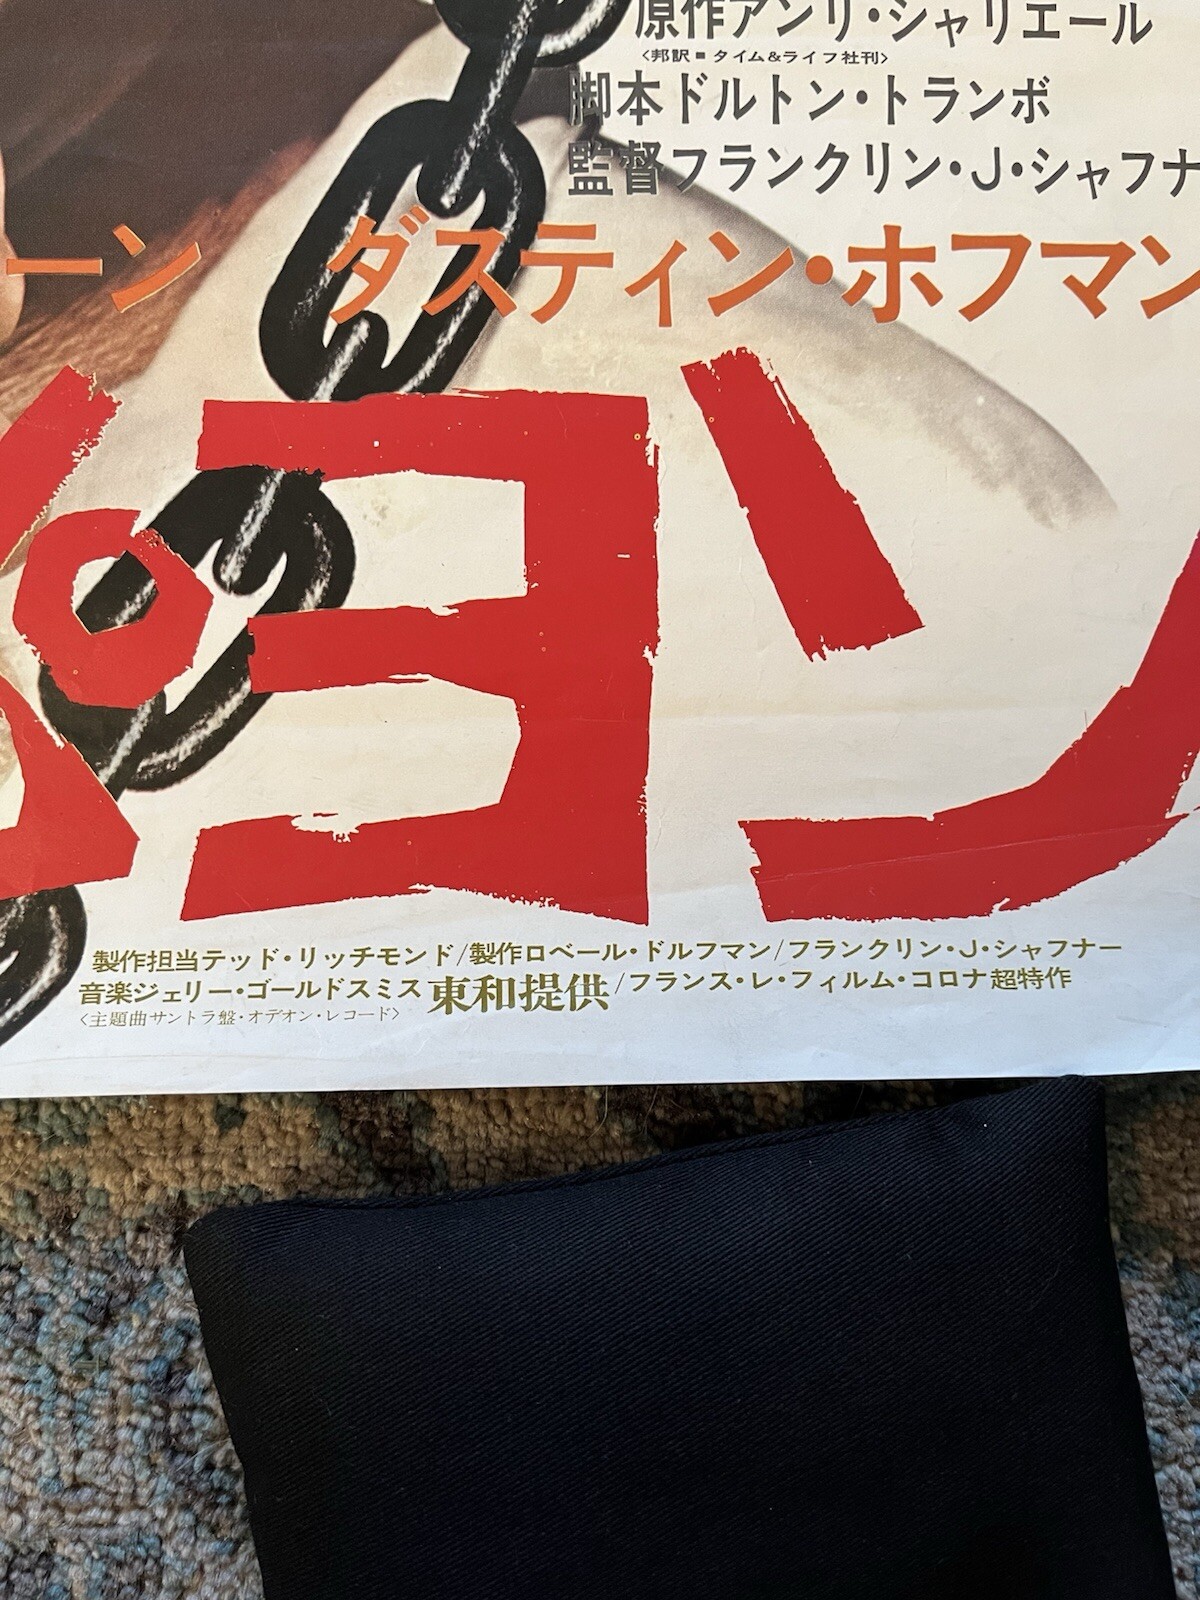 原作アンリ・シャリエール
〈邦訳=タイム&ライフ社刊〉
脚本ドルトン・トランボ
監督フランクリン・J・シャフナ
ーン ダスティン・ホフマン
ピヨン
製作担当テッド・リッチモンド/製作ロベール・ドルフマン/フランクリン・J・シャフナー
音楽ジェリー・ゴールドスミス 東和提供/フランス・レ・フィルム・コロナ超特作
〈主題曲サントラ盤・オデオン・レコード〉